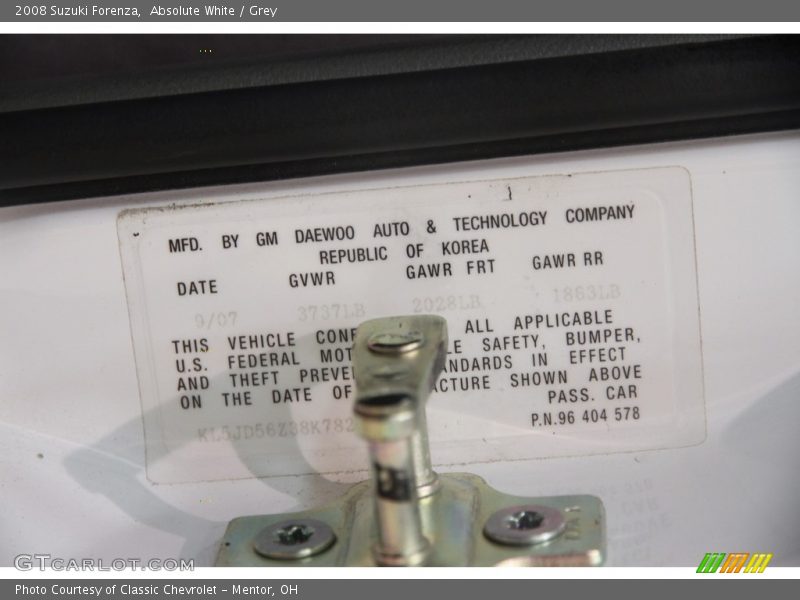 2008 Suzuki Forenza,  Absolute White / Grey
MFD. BY GM DAEWOO AUTO & TECHNOLOGY COMPANY
REPUBLIC OF KOREA
DATE GVWR GAWR FRT GAWR RR
9/07 3737LB 2028LB 1863LB
THIS VEHICLE CONF ALL APPLICABLE
U.S. FEDERAL MOT LE SAFETY, BUMPER,
AND THEFT PREVE ANDARDS IN EFFECT
ON THE DATE OF ACTURE SHOWN ABOVE
PASS. CAR
KL5JD56Z38K782 P.N.96 404 578
GTCarLot.com
Photo Courtesy of Classic Chevrolet - Mentor, OH